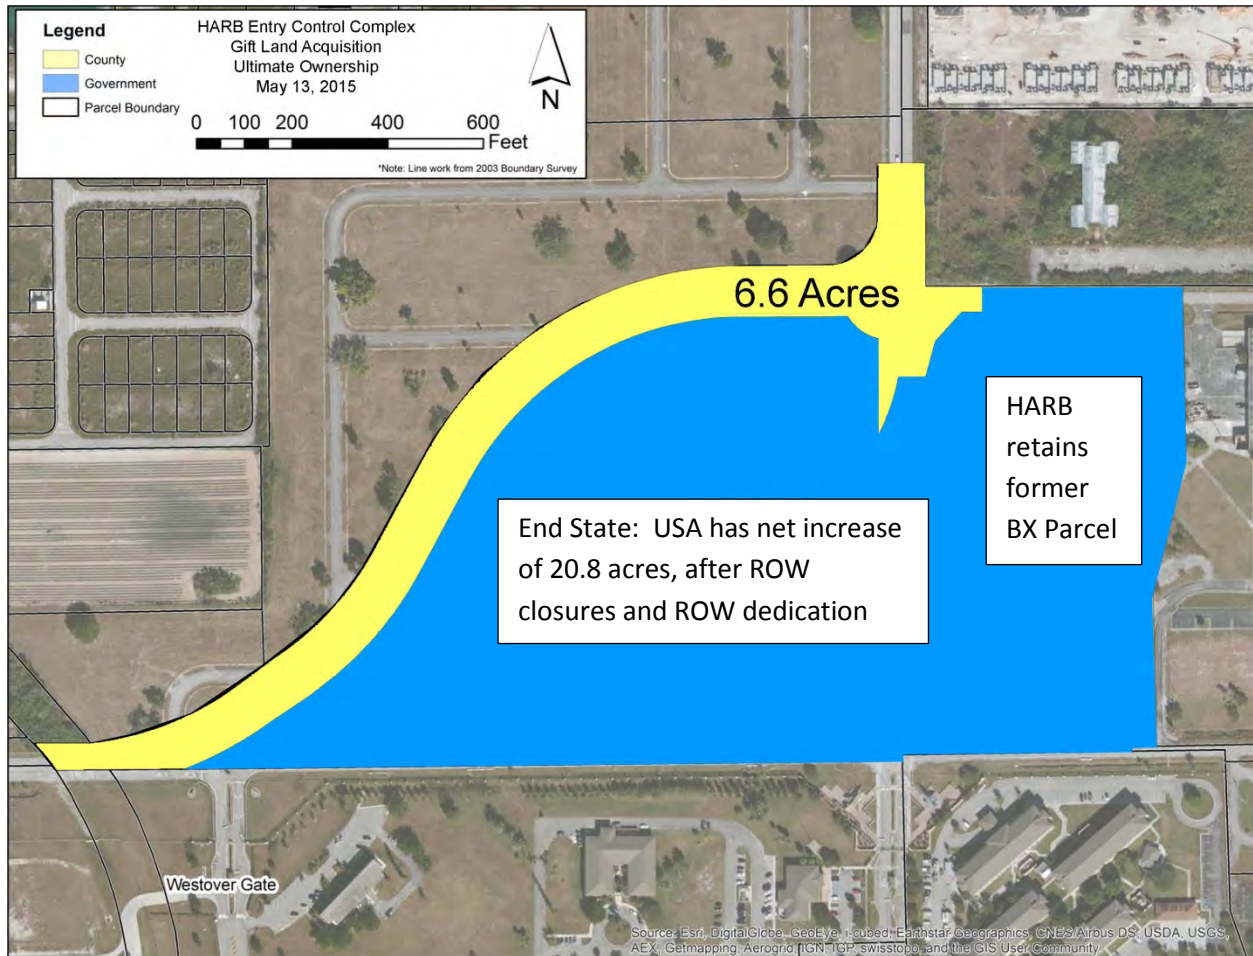 Legend
County
Government
Parcel Boundary
HARB Entry Control Complex
Gift Land Acquisition
Ultimate Ownership
May 13, 2015
N
0 100 200 400 600
Feet
*Note: Line work from 2003 Boundary Survey
6.6 Acres
HARB
retains
former
BX Parcel
End State: USA has net increase
of 20.8 acres, after ROW
closures and ROW dedication
Westover Gate
Source: Esri, DigitalGlobe, GeoEye, i-cubed, Earthstar Geographics, CNES/Airbus DS, USDA, USGS,
AEX, Getmapping, Aerogrid, IGN, IGP, swisstopo, and the GIS User Community